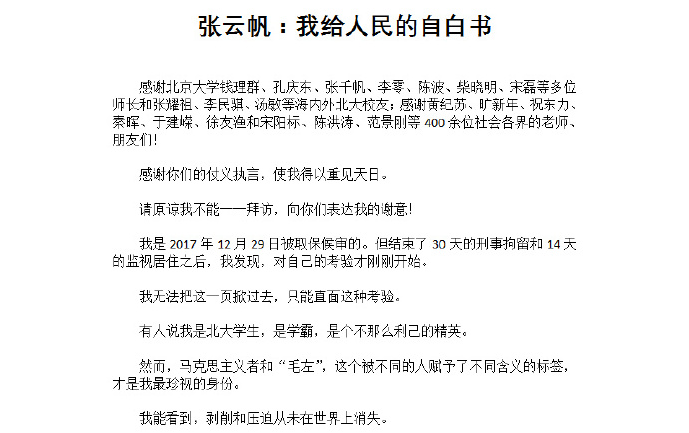 张云帆：我给人民的自白书
感谢北京大学钱理群、孔庆东、张千帆、李零、陈波、柴晓明、宋磊等多位
师长和张耀祖、李民骐、汤敏等海内外北大校友；感谢黄纪苏、旷新年、祝东力、
秦晖、于建嵘、徐友渔和宋阳标、陈洪涛、范景刚等 400 余位社会各界的老师、
朋友们！
感谢你们的仗义执言，使我得以重见天日。
请原谅我不能一一拜访，向你们表达我的谢意！
我是 2017 年 12 月 29 日被取保候审的。但结束了 30 天的刑事拘留和 14 天
的监视居住之后，我发现，对自己的考验才刚刚开始。
我无法把这一页掀过去，只能直面这种考验。
有人说我是北大学生，是学霸，是个不那么利己的精英。
然而，马克思主义者和“毛左”，这个被不同的人赋予了不同含义的标签，
才是我最珍视的身份。
我能看到，剥削和压迫从未在世界上消失。